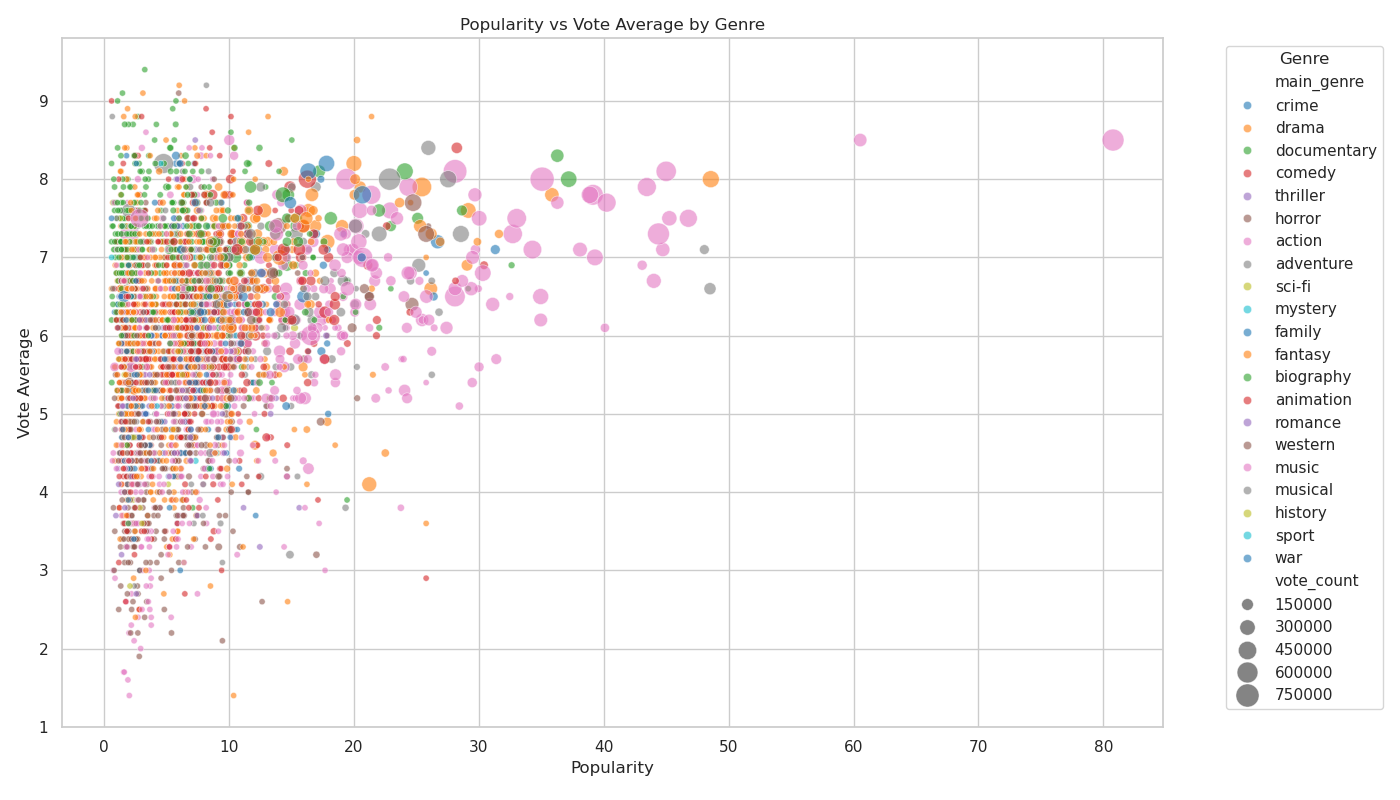 Popularity vs Vote Average by Genre
Vote Average
9
8
7
6
5
4
3
2
1
0
10
20
30
40
50
60
70
80
Popularity
Genre
main_genre
crime
drama
documentary
comedy
thriller
horror
action
adventure
sci-fi
mystery
family
fantasy
biography
animation
romance
western
music
musical
history
sport
war
vote_count
150000
300000
450000
600000
750000